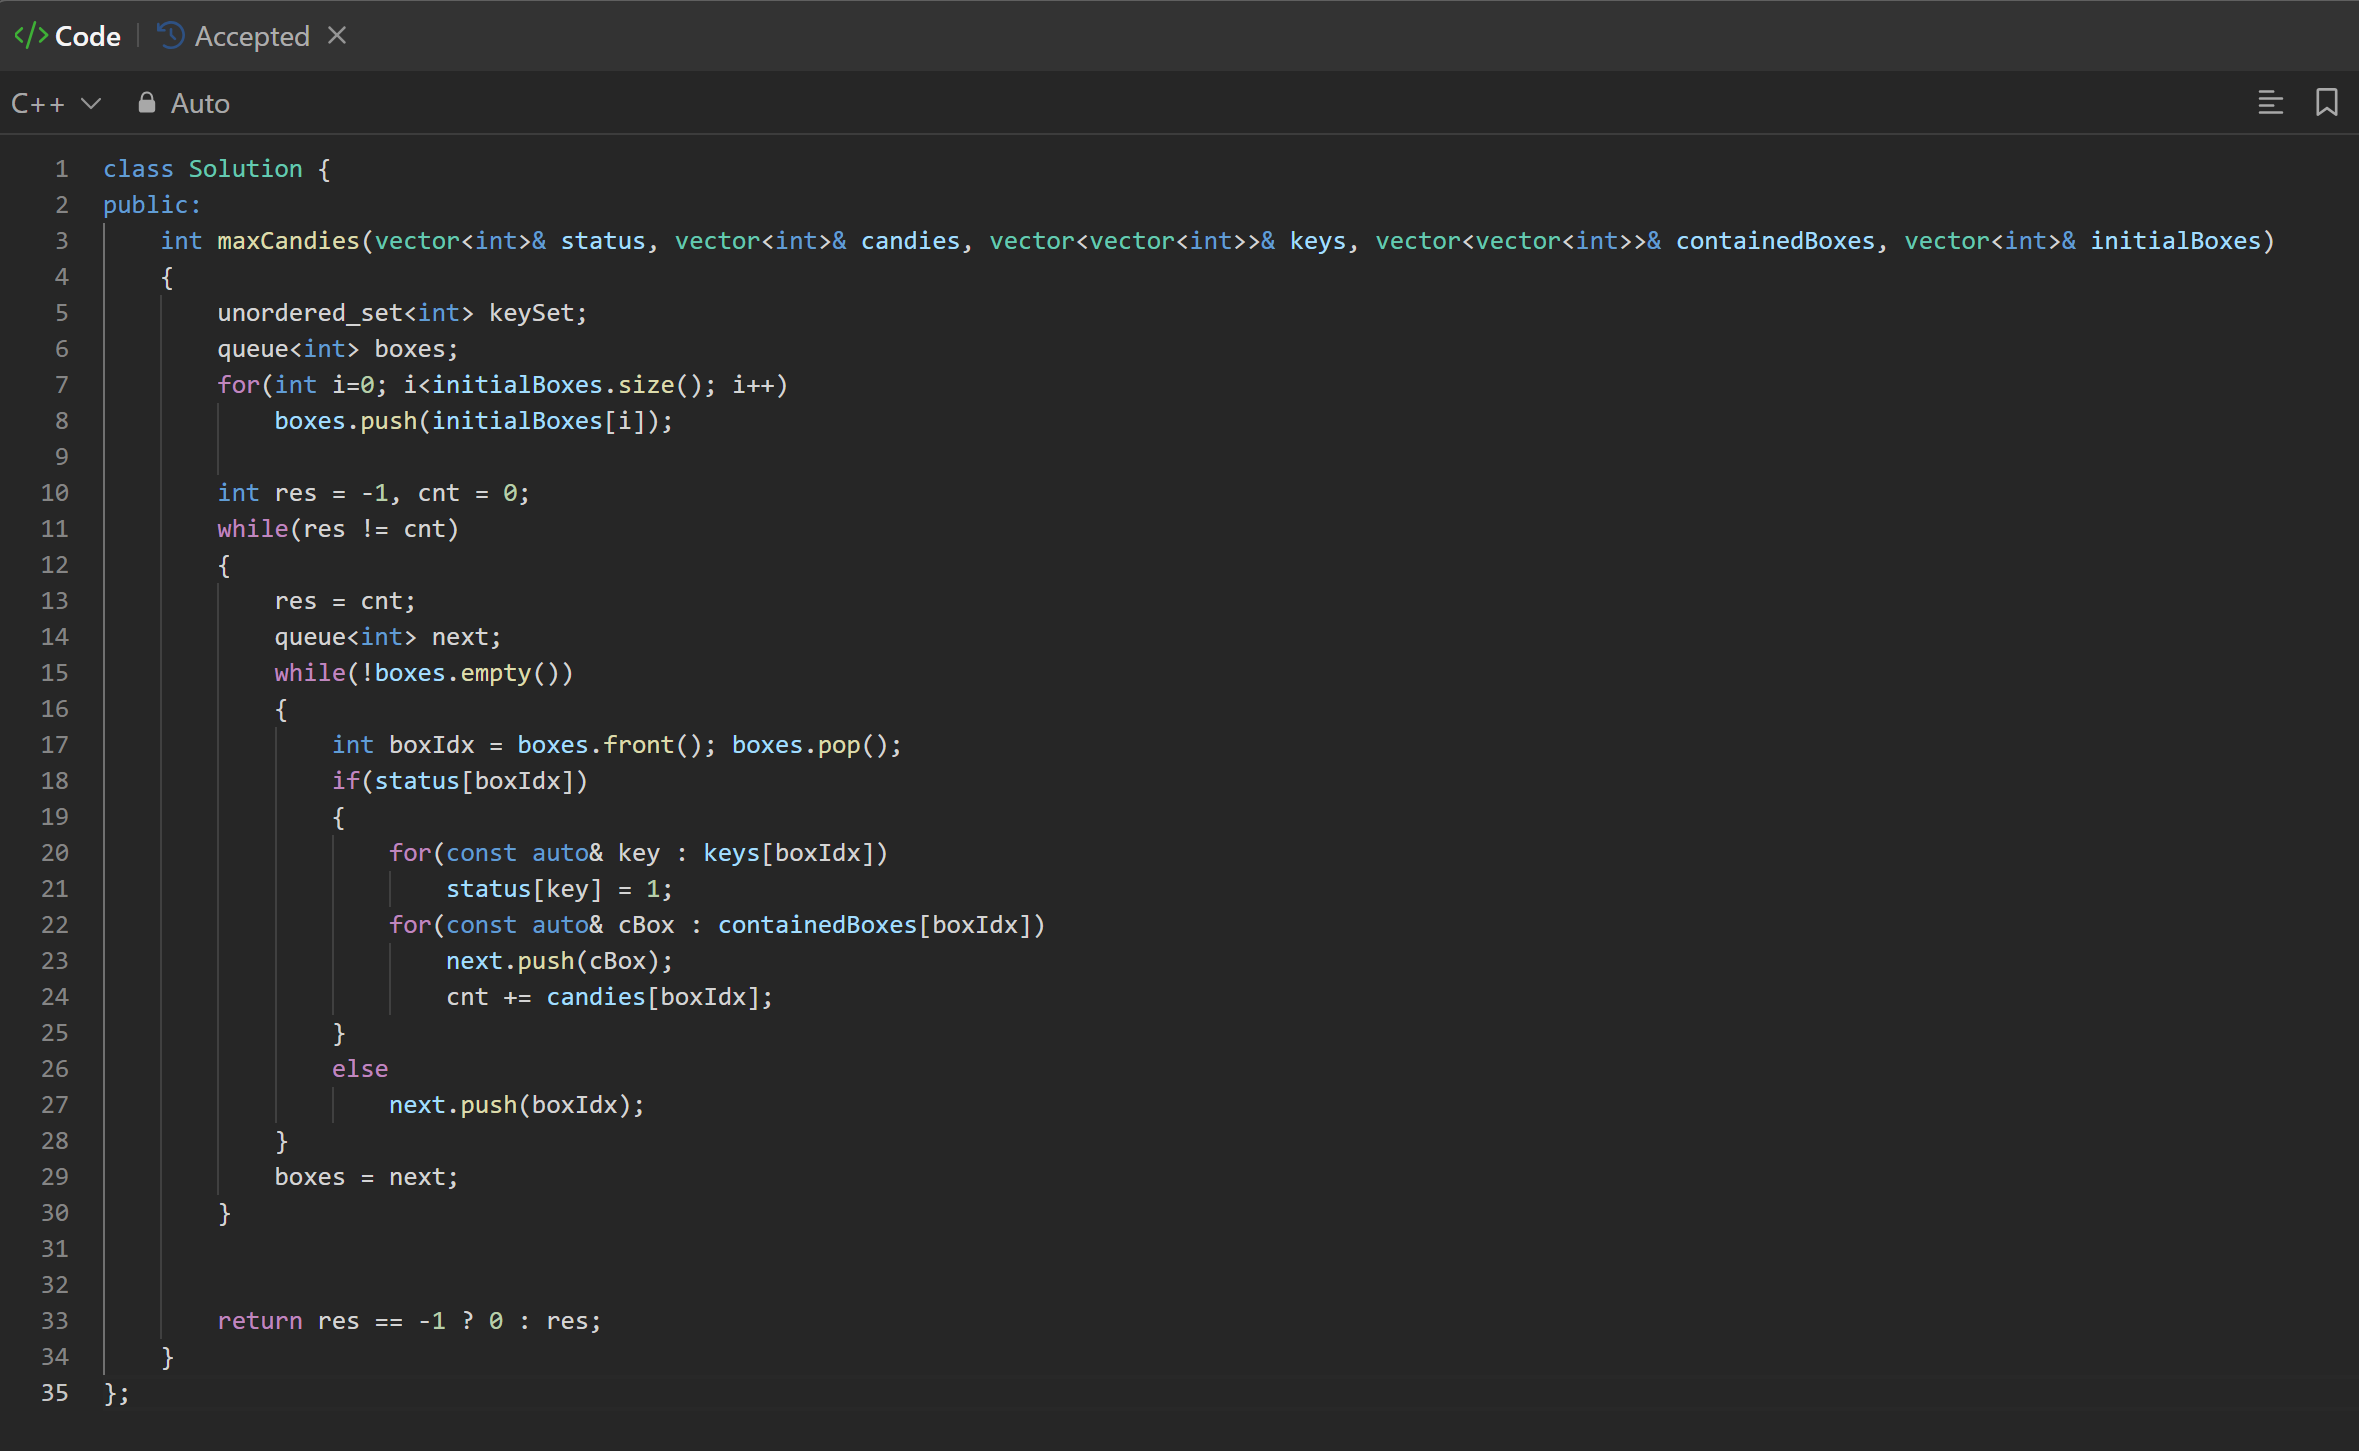 Code | Accepted
C++ Auto
1 class Solution {
2 public:
3     int maxCandies(vector<int>& status, vector<int>& candies, vector<vector<int>>& keys, vector<vector<int>>& containedBoxes, vector<int>& initialBoxes)
4     {
5         unordered_set<int> keySet;
6         queue<int> boxes;
7         for(int i=0; i<initialBoxes.size(); i++)
8             boxes.push(initialBoxes[i]);
9
10         int res = -1, cnt = 0;
11         while(res != cnt)
12         {
13             res = cnt;
14             queue<int> next;
15             while(!boxes.empty())
16             {
17                 int boxIdx = boxes.front(); boxes.pop();
18                 if(status[boxIdx])
19                 {
20                     for(const auto& key : keys[boxIdx])
21                         status[key] = 1;
22                     for(const auto& cBox : containedBoxes[boxIdx])
23                         next.push(cBox);
24                         cnt += candies[boxIdx];
25                 }
26                 else
27                     next.push(boxIdx);
28             }
29             boxes = next;
30         }
31
32
33         return res == -1 ? 0 : res;
34     }
35 };